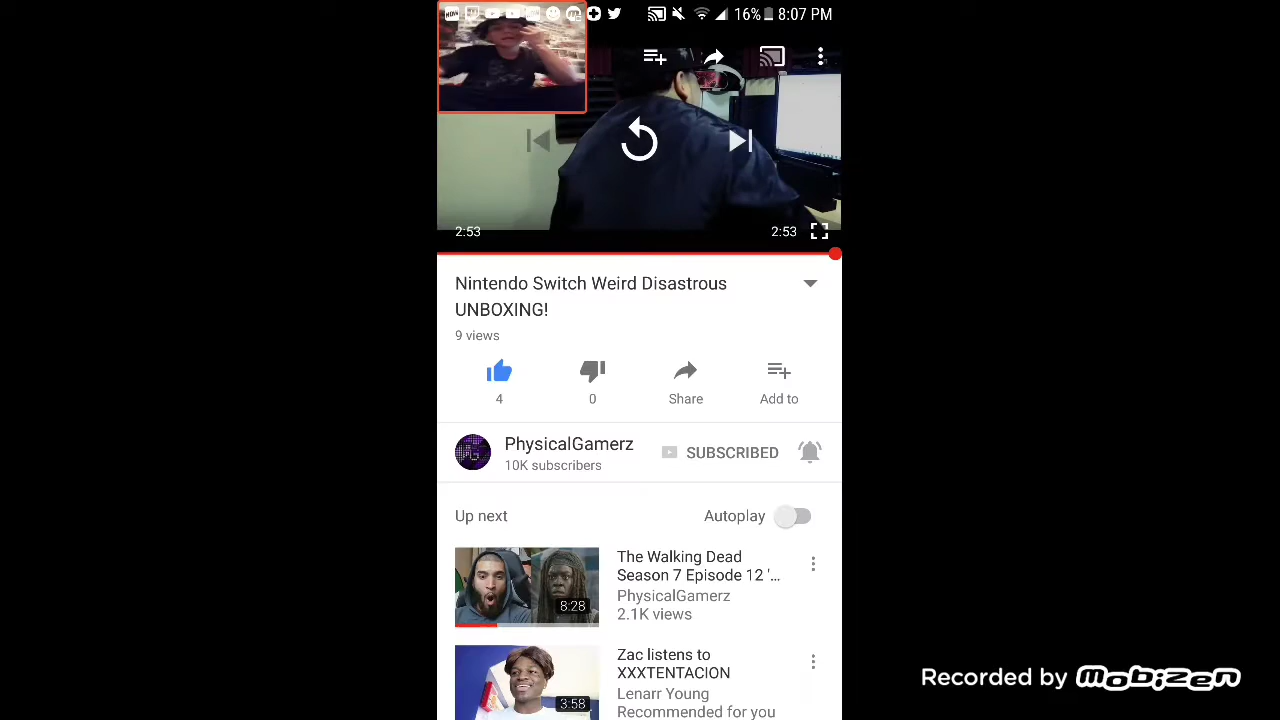 16% 8:07 PM
2:53 2:53
Nintendo Switch Weird Disastrous
UNBOXING!
9 views
4 0 Share Add to
PhysicalGamerz SUBSCRIBED
10K subscribers
Up next Autoplay
The Walking Dead
Season 7 Episode 12 '...
PhysicalGamerz
2.1K views
8:28
Zac listens to
XXXTENTACION
Lenarr Young
Recommended for you
3:58
Recorded by mobizen